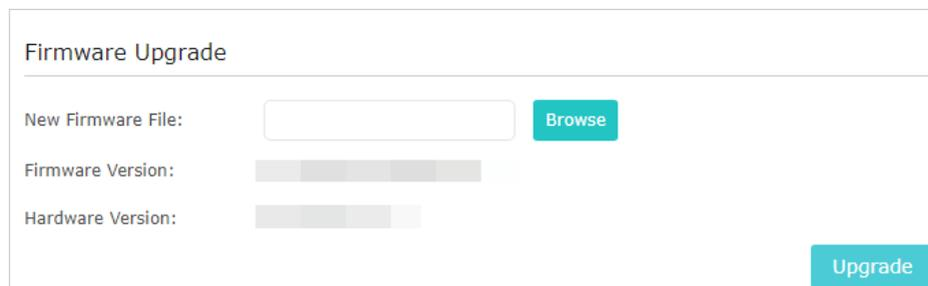 Firmware Upgrade
New Firmware File: Browse
Firmware Version:
Hardware Version:
Upgrade